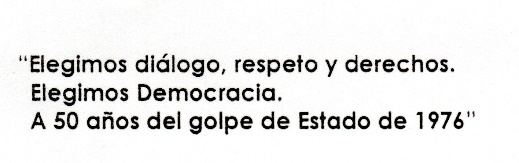 “Elegimos diálogo, respeto y derechos.
Elegimos Democracia.
A 50 años del golpe de Estado de 1976”